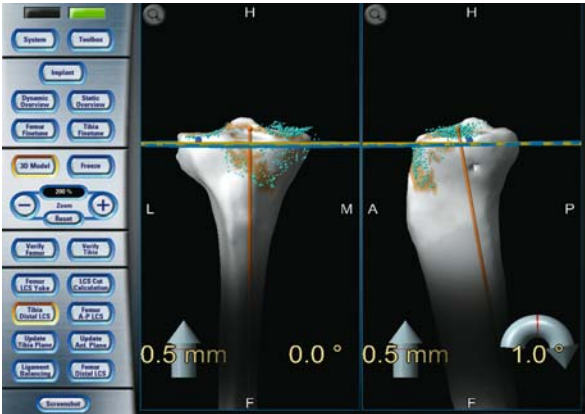 System Toolbox
Implant
Dynamic Overview
Static Overview
Femur Finetune
Tibia Finetune
3D Model Freeze
200 %
Zoom
Reset
Verify Femur
Verify Tibia
Femur LCS Yoke
LCS Cut Calculation
Tibia Distal LCS
Femur A-P LCS
Update Tibia Plane
Update Ant. Plane
Ligament Balancing
Femur Distal LCS
Screenshot
H
L M
0.5 mm 0.0 °
F
H
A P
0.5 mm 1.0 °
F